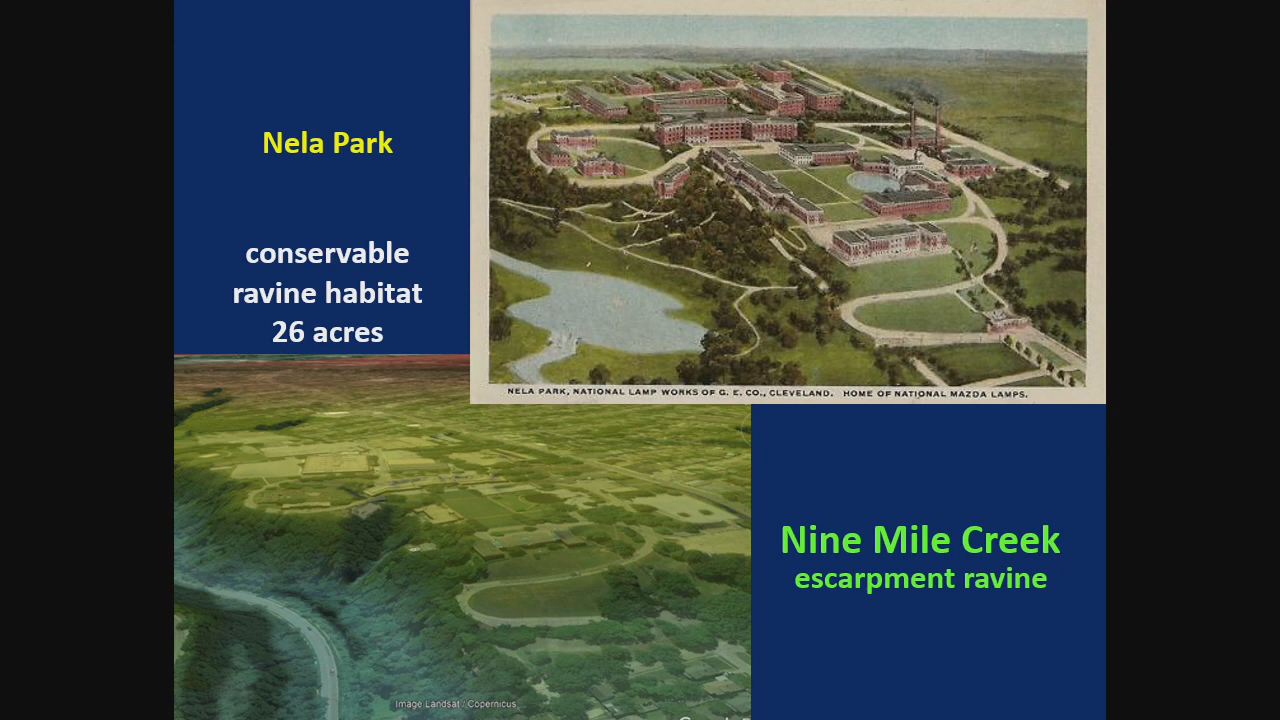 Nela Park
conservable
ravine habitat
26 acres
NELA PARK, NATIONAL LAMP WORKS OF G. E. CO., CLEVELAND. HOME OF NATIONAL MAZDA LAMPS.
Nine Mile Creek
escarpment ravine
Image Landsat / Copernicus